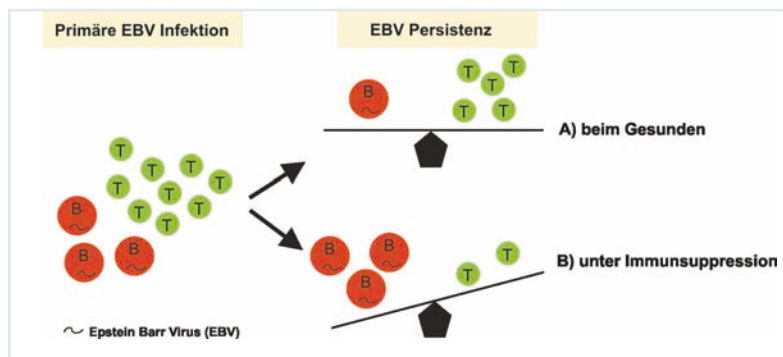 Primäre EBV Infektion
EBV Persistenz
B
T
T
T
T
T
A) beim Gesunden
T
T
T
T
T
T
T
T
T
B
B
B
B
B
B
T
T
B) unter Immunsuppression
Epstein Barr Virus (EBV)